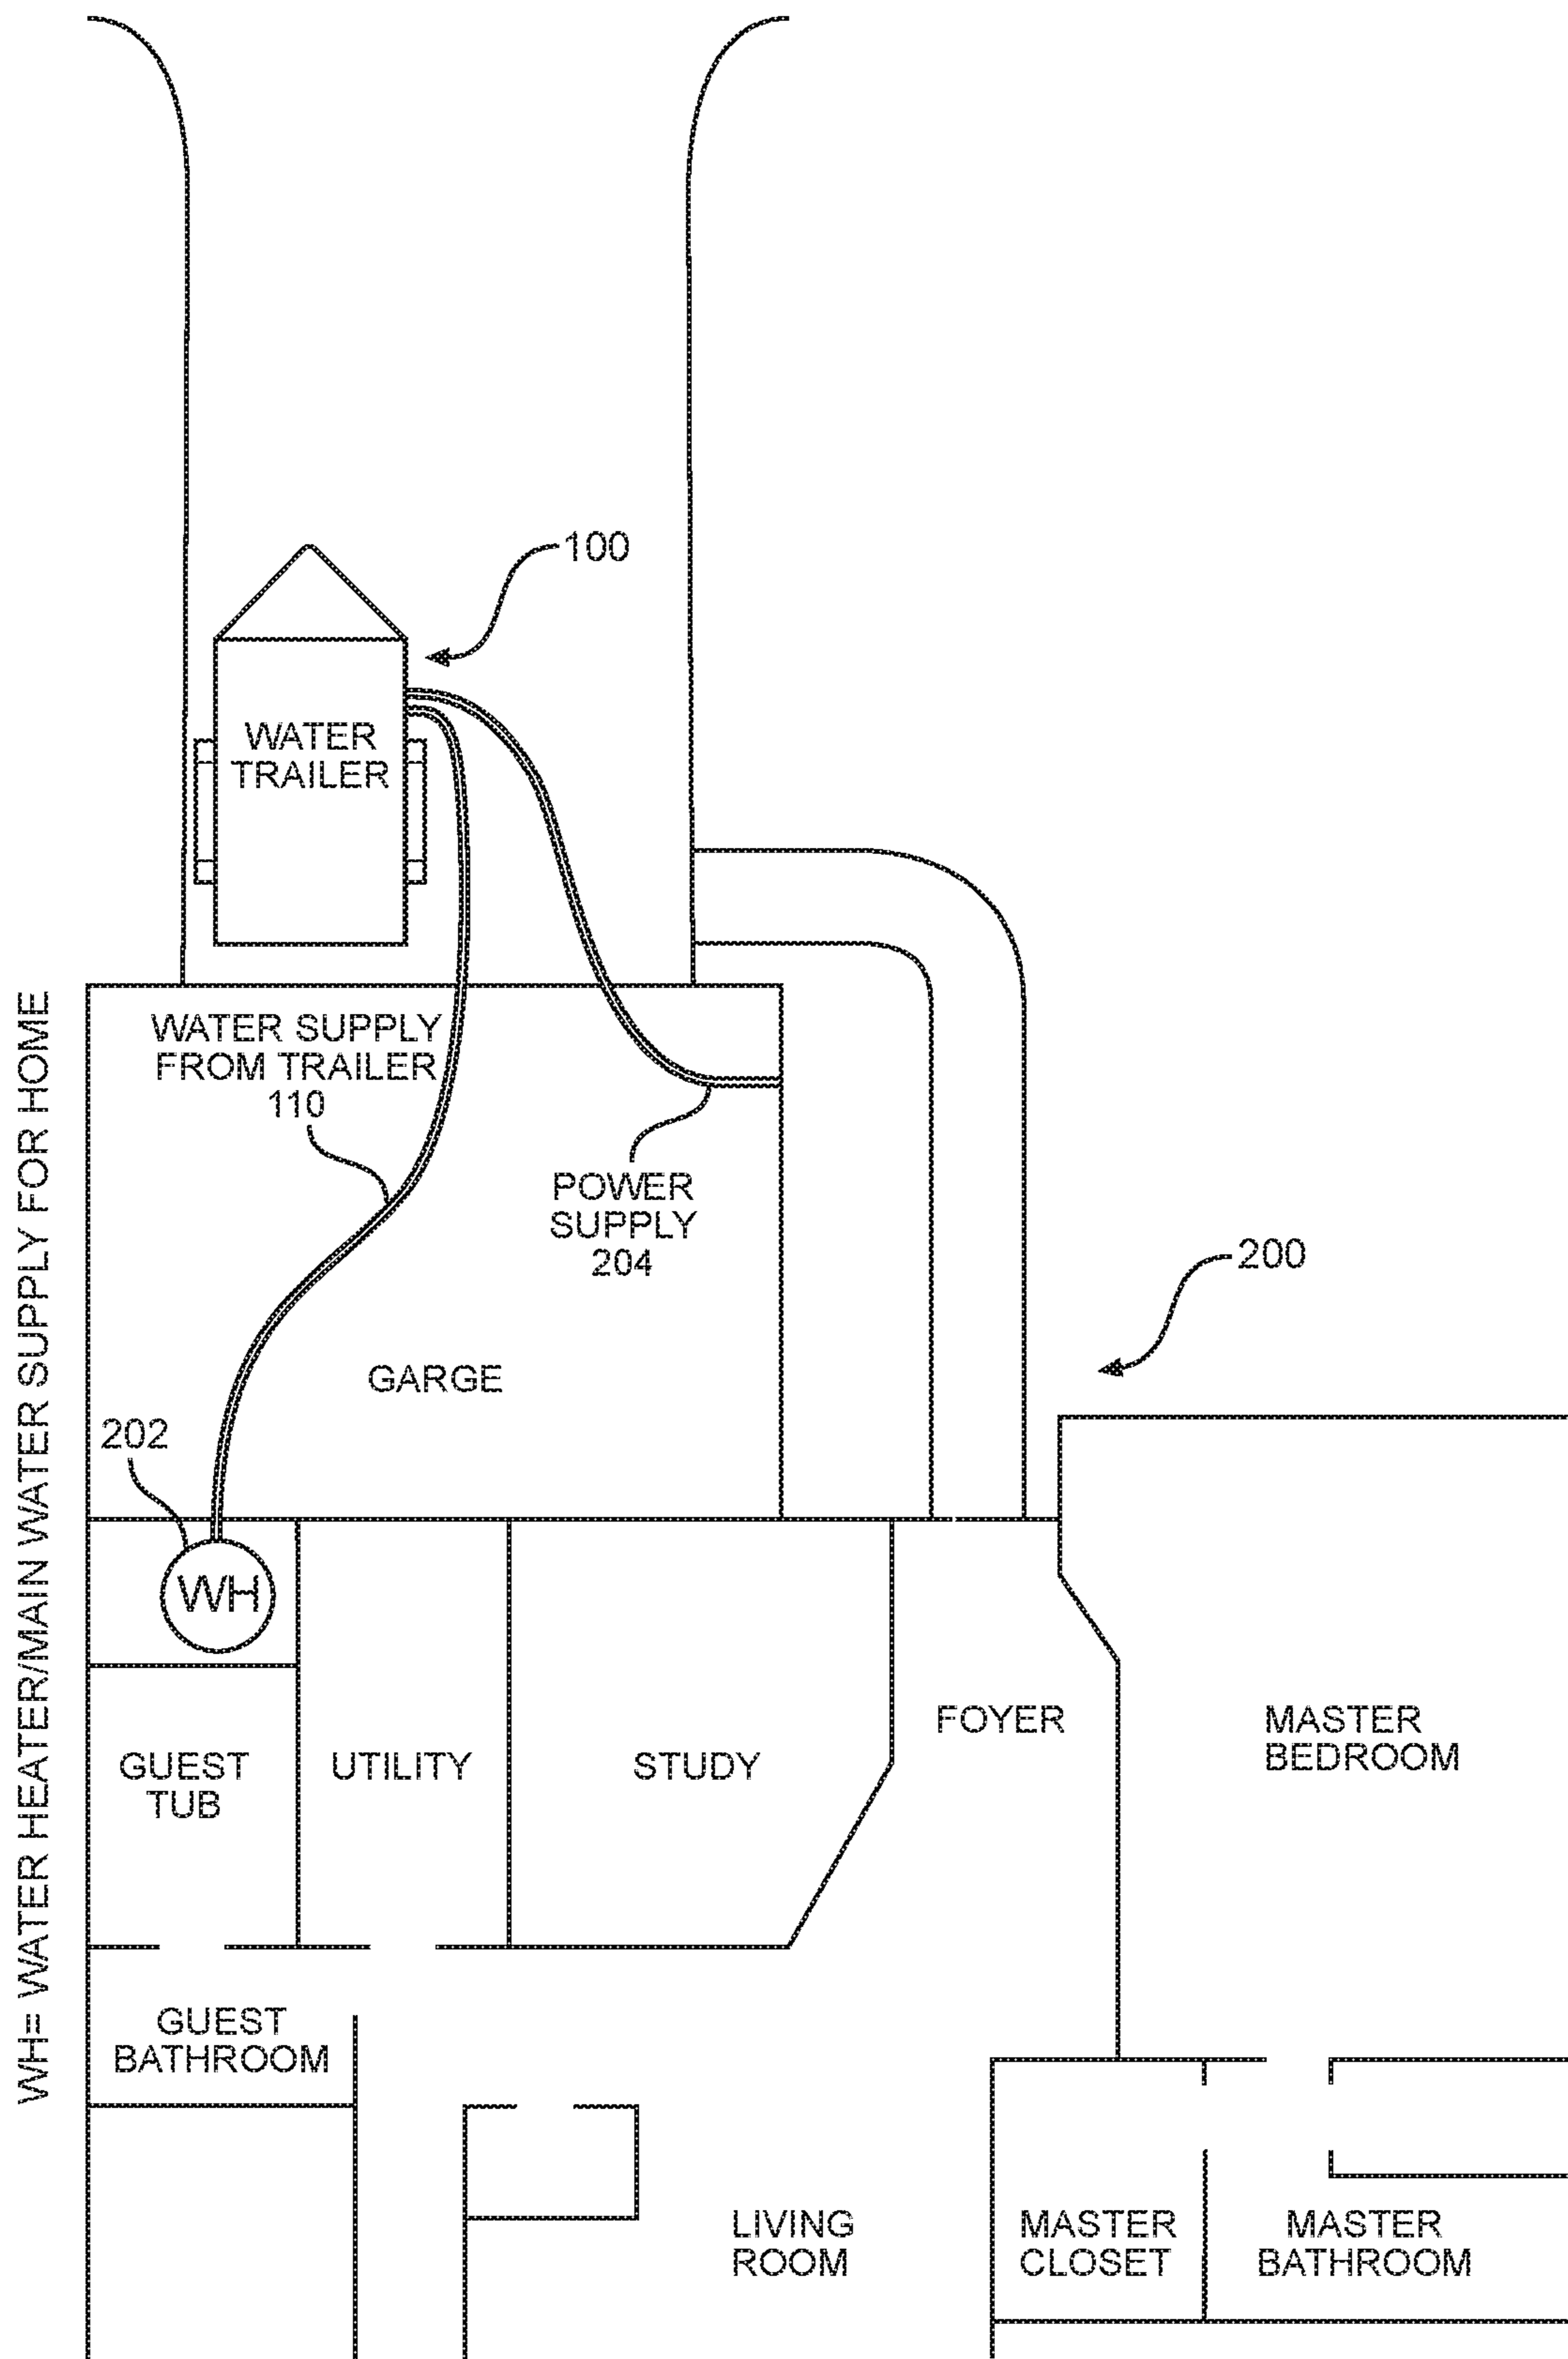 100
WATER
TRAILER
WATER SUPPLY
FROM TRAILER
110
POWER
SUPPLY
204
200
GARGE
202
WH
GUEST
TUB
UTILITY
STUDY
FOYER
MASTER
BEDROOM
GUEST
BATHROOM
LIVING
ROOM
MASTER
CLOSET
MASTER
BATHROOM
WH= WATER HEATER/MAIN WATER SUPPLY FOR HOME